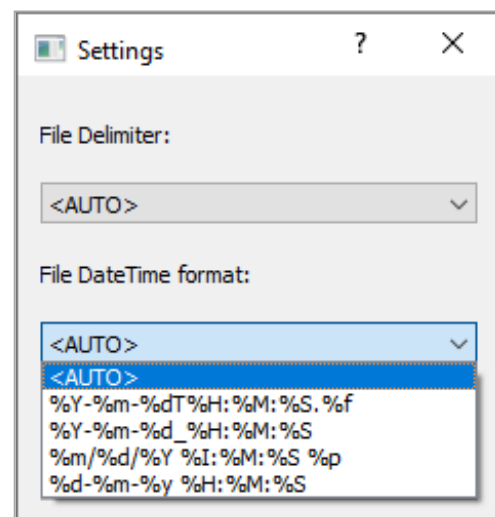 Settings ?
File Delimiter:
<AUTO>
File DateTime format:
<AUTO>
<AUTO>
%Y-%m-%dT%H:%M:%S.%f
%Y-%m-%d_%H:%M:%S
%m/%d/%Y %I:%M:%S %p
%d-%m-%y %H:%M:%S